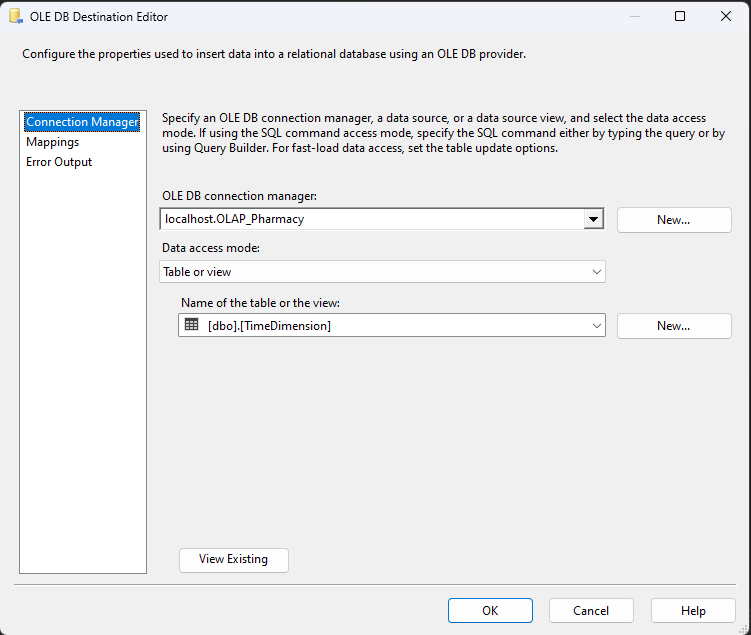 OLE DB Destination Editor
Configure the properties used to insert data into a relational database using an OLE DB provider.
Connection Manager
Mappings
Error Output
Specify an OLE DB connection manager, a data source, or a data source view, and select the data access
mode. If using the SQL command access mode, specify the SQL command either by typing the query or by
using Query Builder. For fast-load data access, set the table update options.
OLE DB connection manager:
localhost.OLAP_Pharmacy
New...
Data access mode:
Table or view
Name of the table or the view:
[dbo].[TimeDimension]
New...
View Existing
OK
Cancel
Help